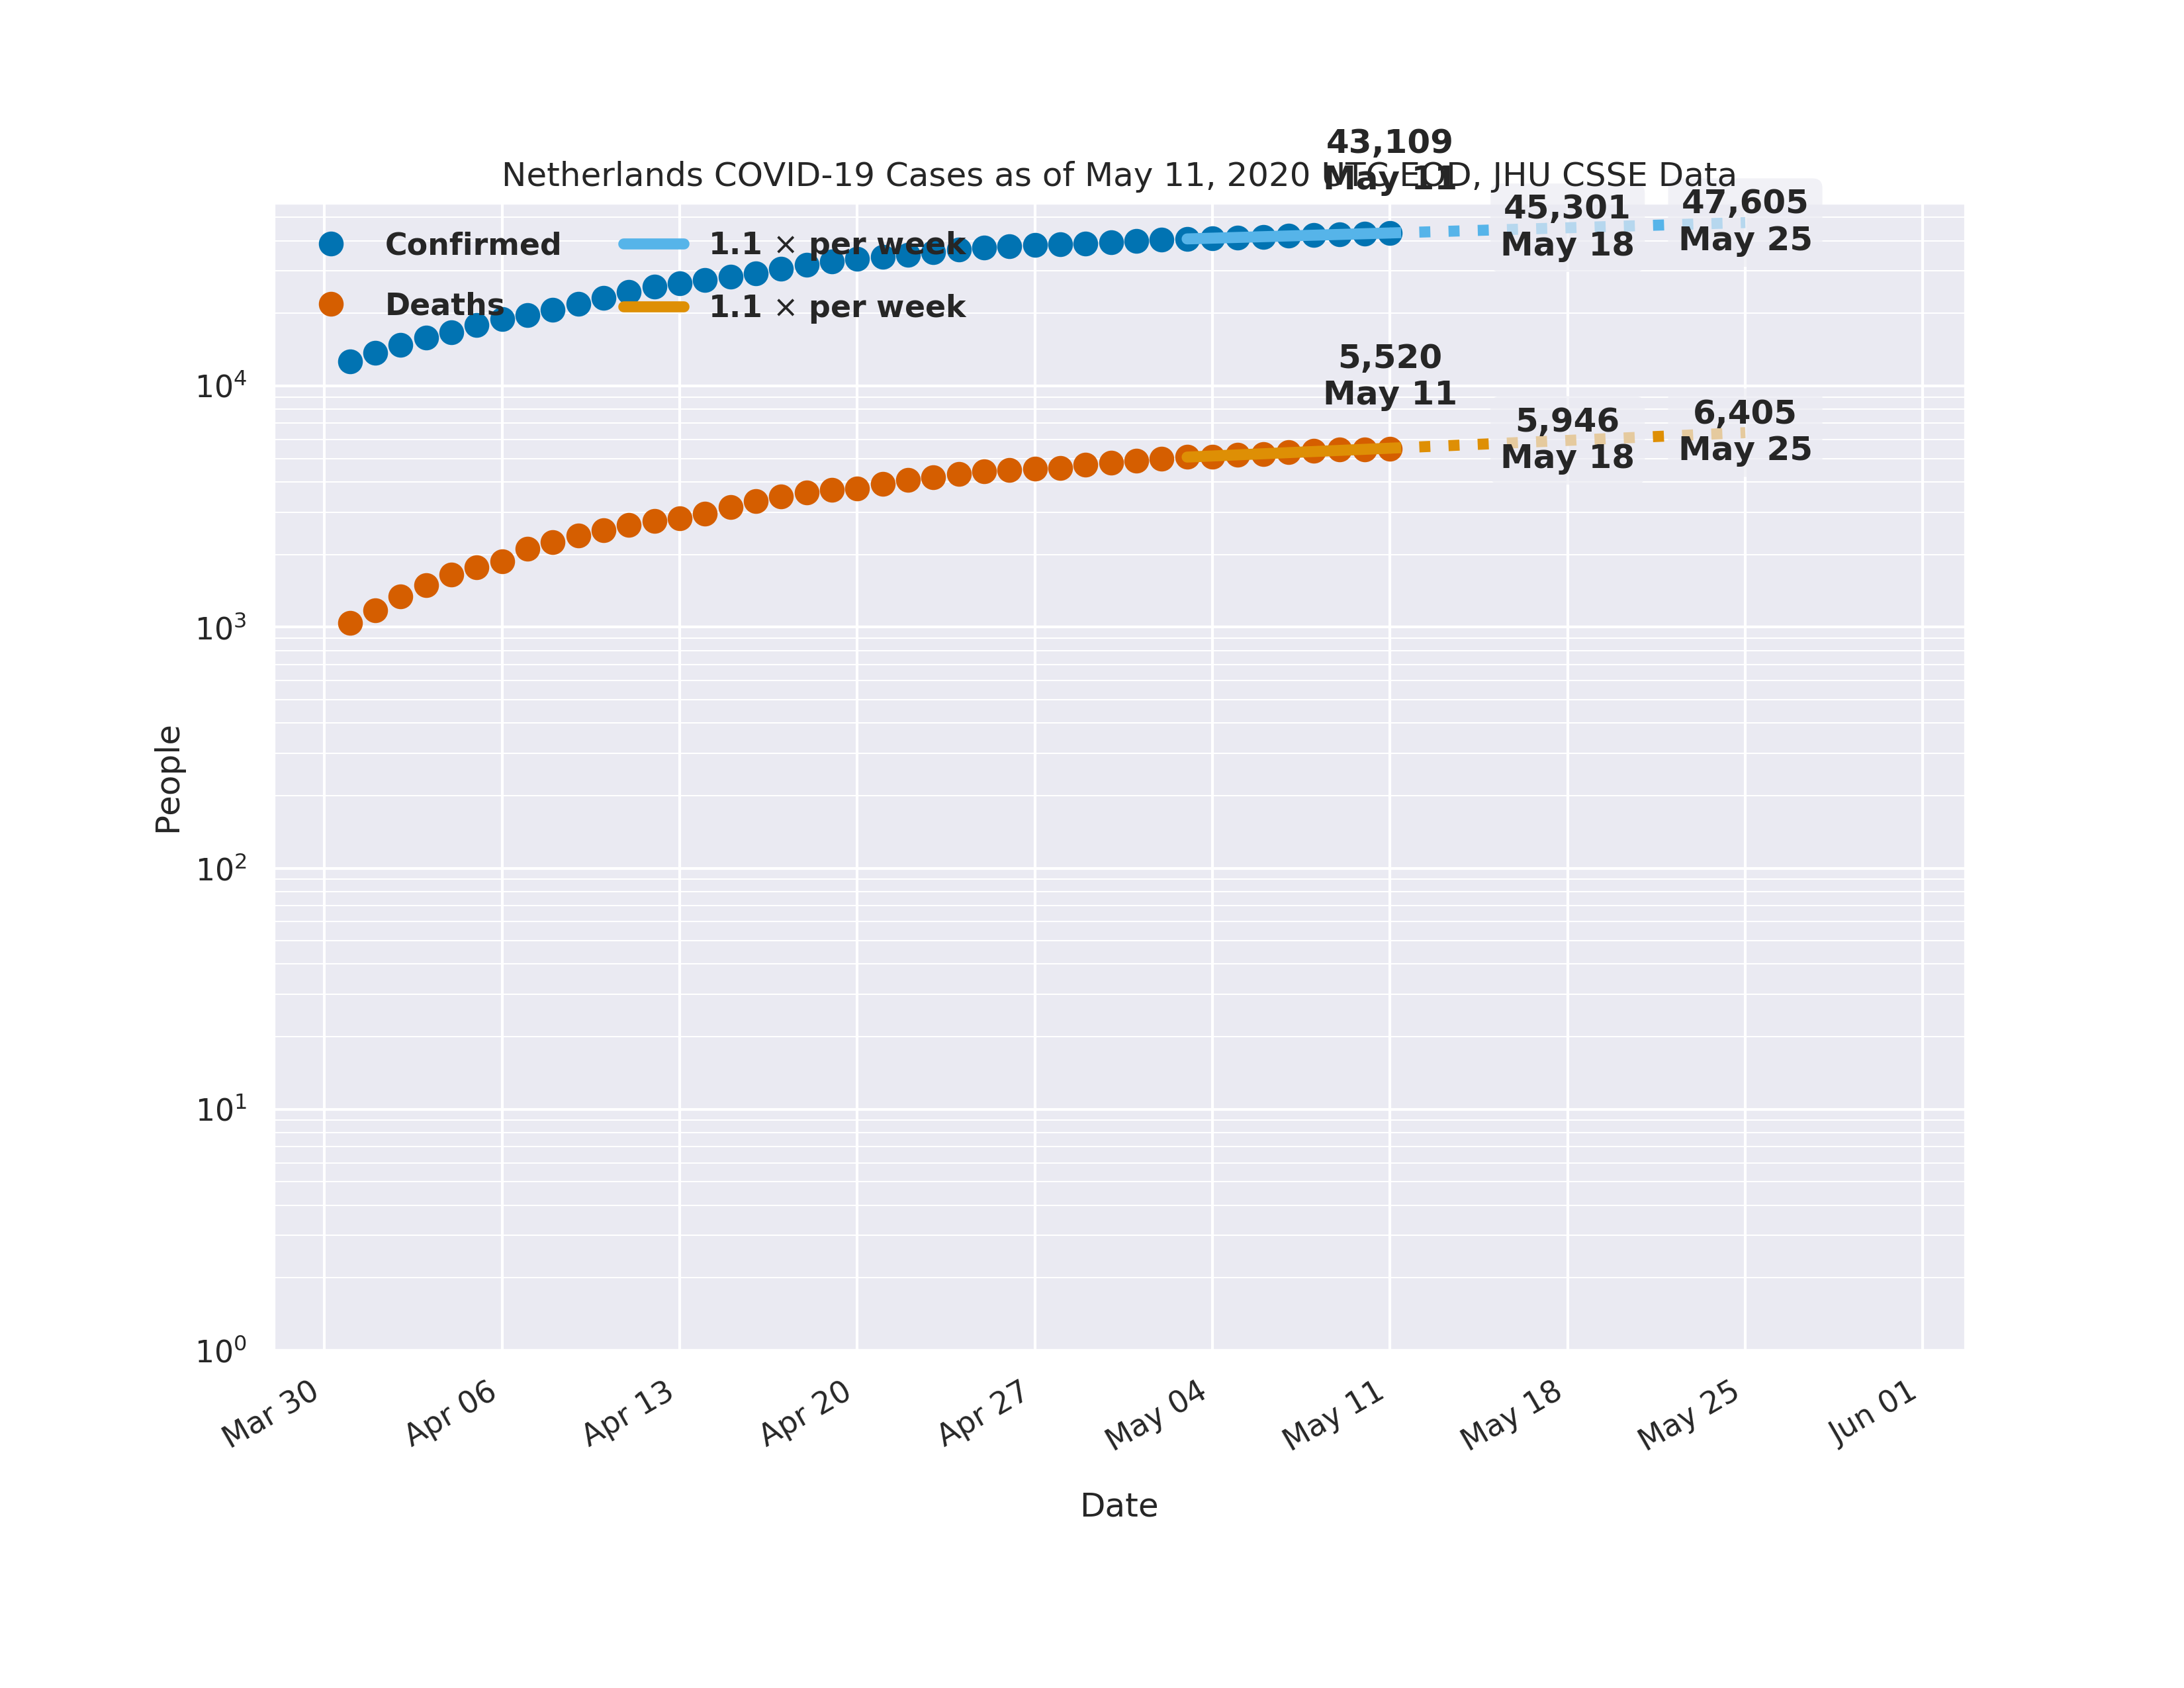 43,109
May 11
Netherlands COVID-19 Cases as of May 11, 2020 UTC EOD, JHU CSSE Data
45,301
May 18
47,605
May 25
Confirmed
1.1 × per week
Deaths
1.1 × per week
5,520
May 11
5,946
May 18
6,405
May 25
People
10⁴
10³
10²
10¹
10⁰
Mar 30
Apr 06
Apr 13
Apr 20
Apr 27
May 04
May 11
May 18
May 25
Jun 01
Date